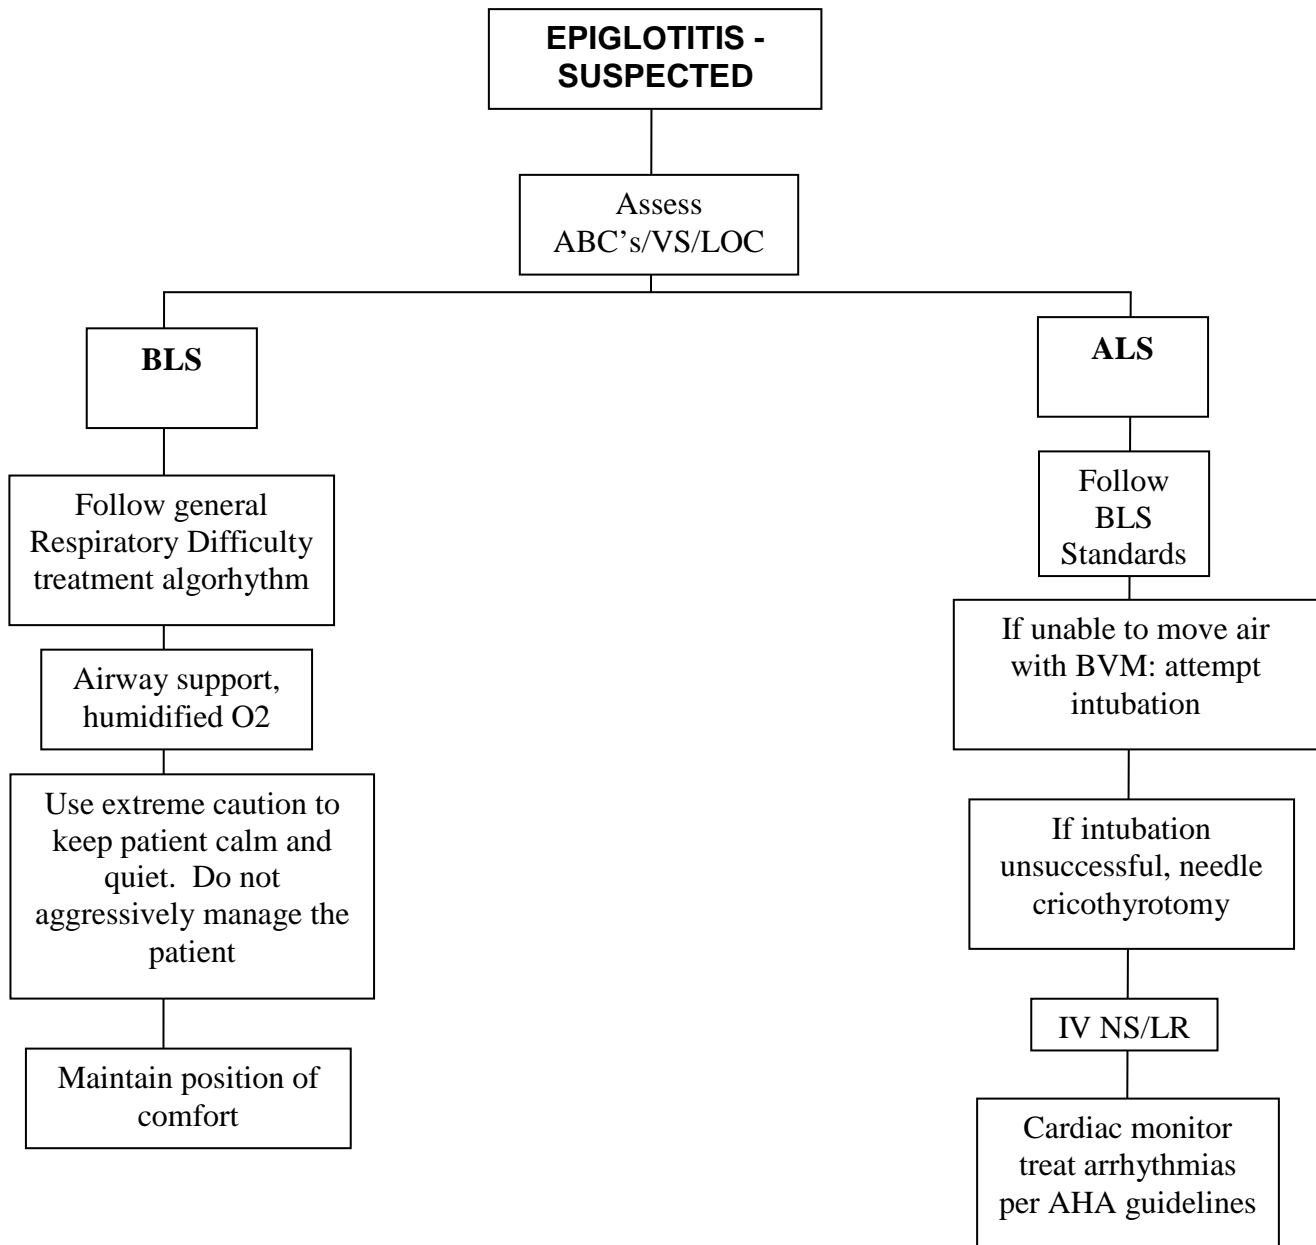 EPIGLOTITIS -
SUSPECTED
Assess
ABC’s/VS/LOC
BLS
Follow general
Respiratory Difficulty
treatment algorhythm
Airway support,
humidified O2
Use extreme caution to
keep patient calm and
quiet.  Do not
aggressively manage the
patient
Maintain position of
comfort
ALS
Follow
BLS
Standards
If unable to move air
with BVM: attempt
intubation
If intubation
unsuccessful, needle
cricothyrotomy
IV NS/LR
Cardiac monitor
treat arrhythmias
per AHA guidelines